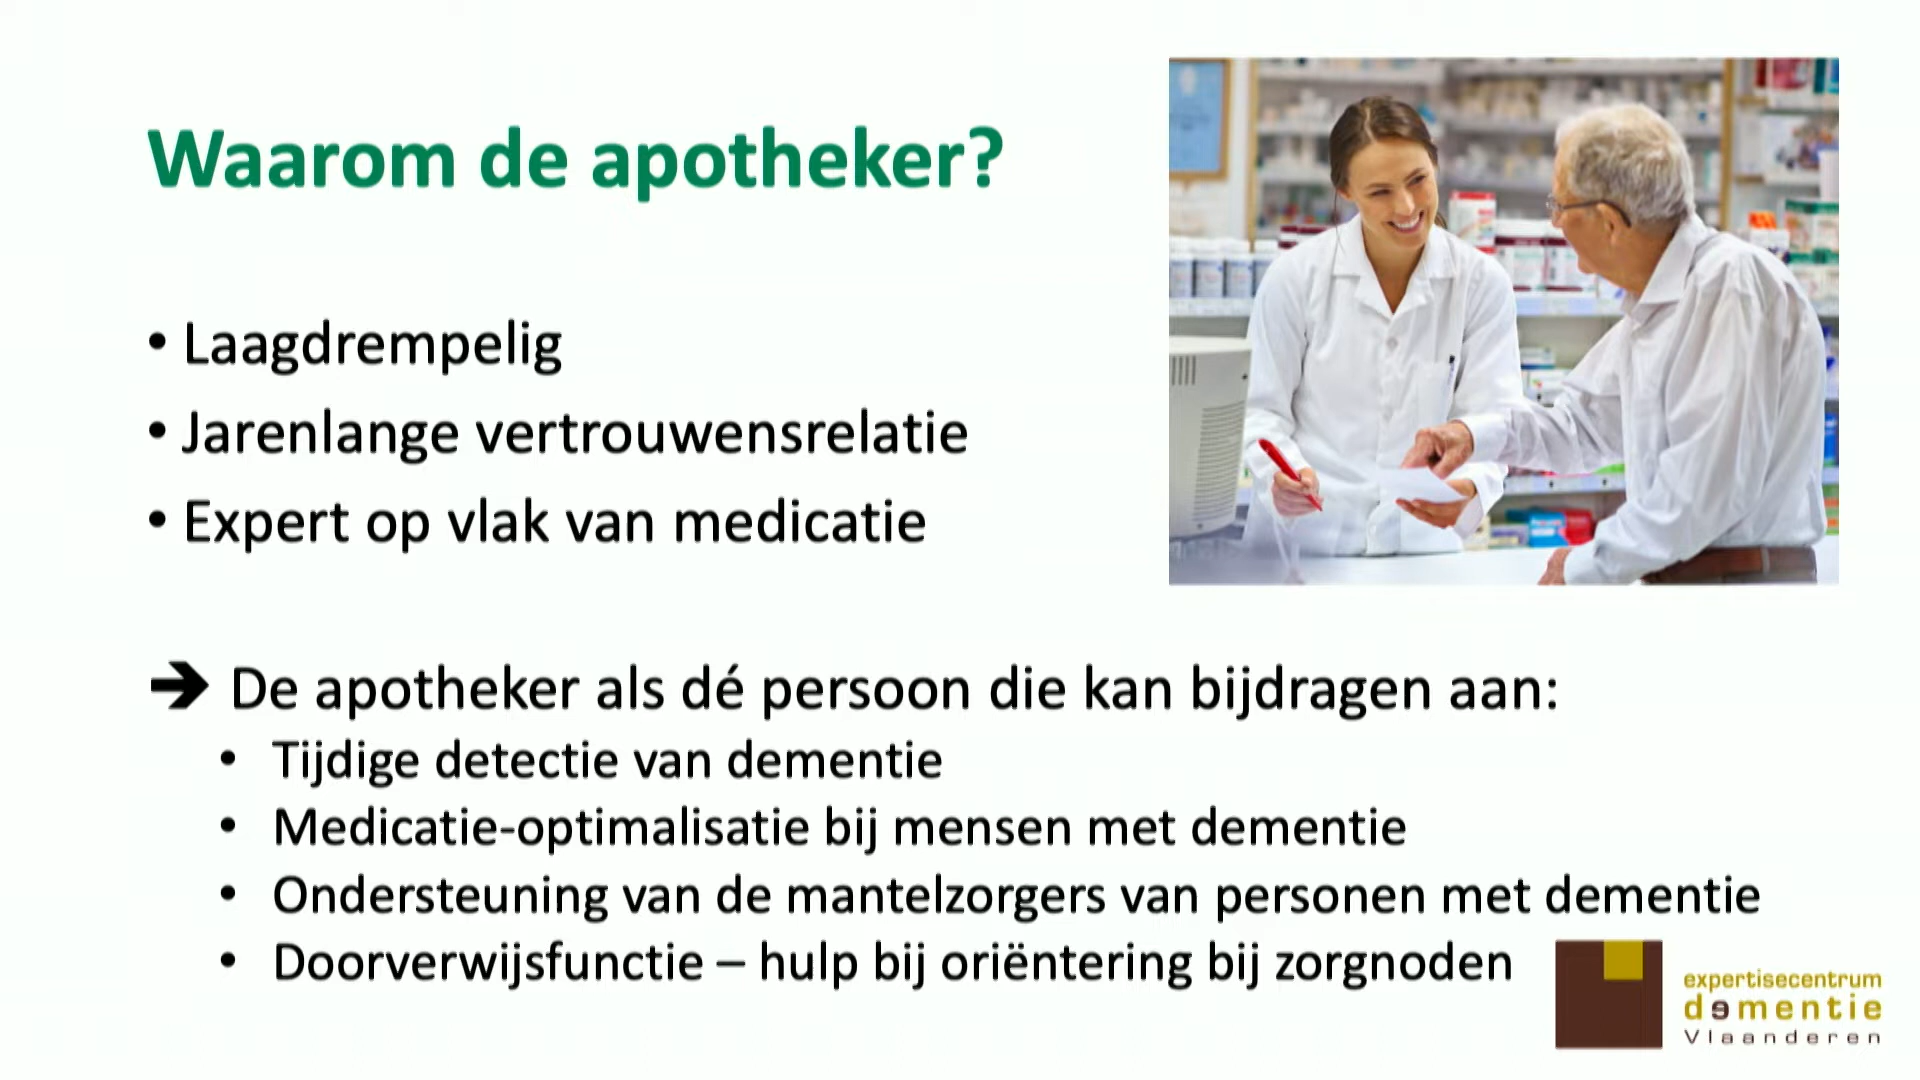 Waarom de apotheker?
• Laagdrempelig
• Jarenlange vertrouwensrelatie
• Expert op vlak van medicatie
➔ De apotheker als dé persoon die kan bijdragen aan:
• Tijdige detectie van dementie
• Medicatie-optimalisatie bij mensen met dementie
• Ondersteuning van de mantelzorgers van personen met dementie
• Doorverwijsfunctie – hulp bij oriëntering bij zorgnoden
expertisecentrum
dementie
Vlaanderen